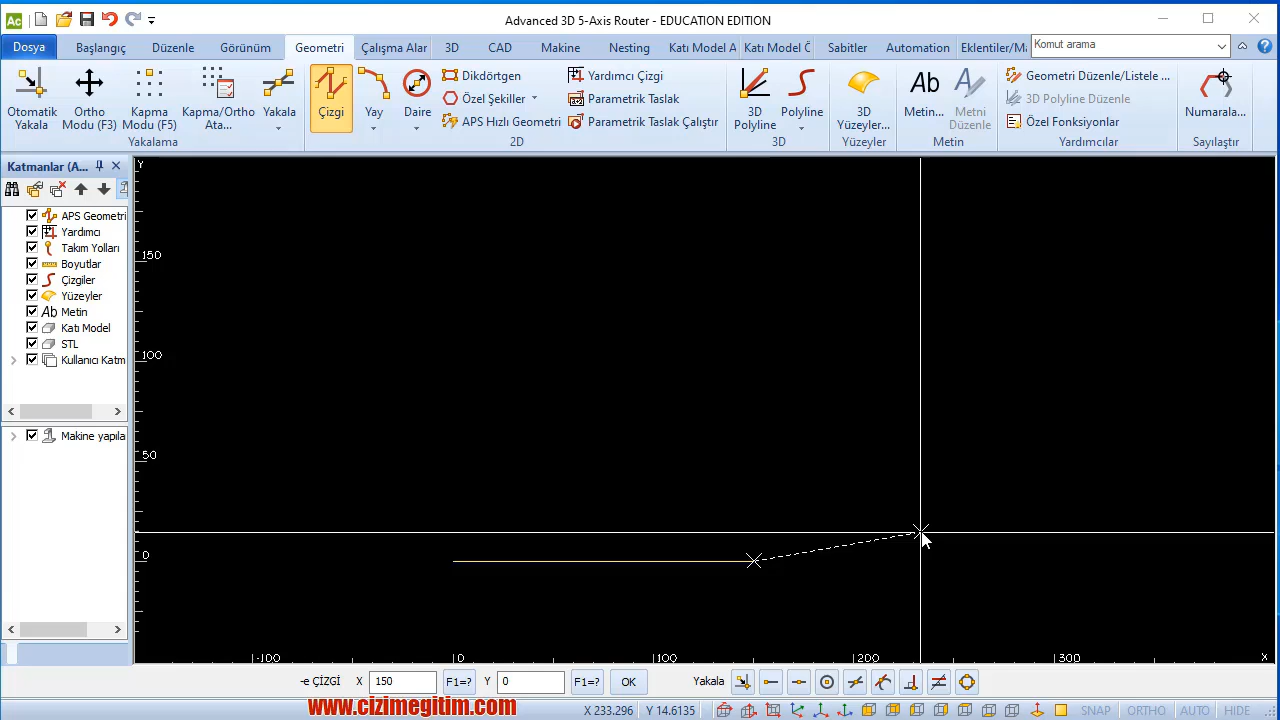 Ac Advanced 3D 5-Axis Router - EDUCATION EDITION
Dosya Başlangıç Düzenle Görünüm Geometri Çalışma Alar 3D CAD Makine Nesting Katı Model A Katı Model Ç Sabitler Automation Eklentiler/Ma Komut arama
Otomatik Yakala
Ortho Modu (F3)
Kapma Modu (F5)
Kapma/Ortho Ata...
Yakala
Yakalama
Çizgi
Yay
Daire
Dikdörtgen
Özel Şekiller
APS Hızlı Geometri
Yardımcı Çizgi
Parametrik Taslak
Parametrik Taslak Çalıştır
2D
3D Polyline
Polyline
3D
3D Yüzeyler...
Yüzeyler
Abc
Metin...
Metni Düzenle
Metin
Geometri Düzenle/Listele ...
3D Polyline Düzenle
Özel Fonksiyonlar
Yardımcılar
Numarala...
Sayılaştır
Katmanlar (A...
APS Geometri
Yardımcı
Takım Yolları
Boyutlar
Çizgiler
Yüzeyler
Ab Metin
Katı Model
STL
Kullanıcı Katm
Makine yapıla
Y
150
100
50
0
-100 0 100 200 300 X
-e ÇİZGİ X 150 F1=? Y 0 F1=? OK Yakala
www.cizimegitim.com
X 233.296 Y 14.6135 SNAP ORTHO AUTO HIDE